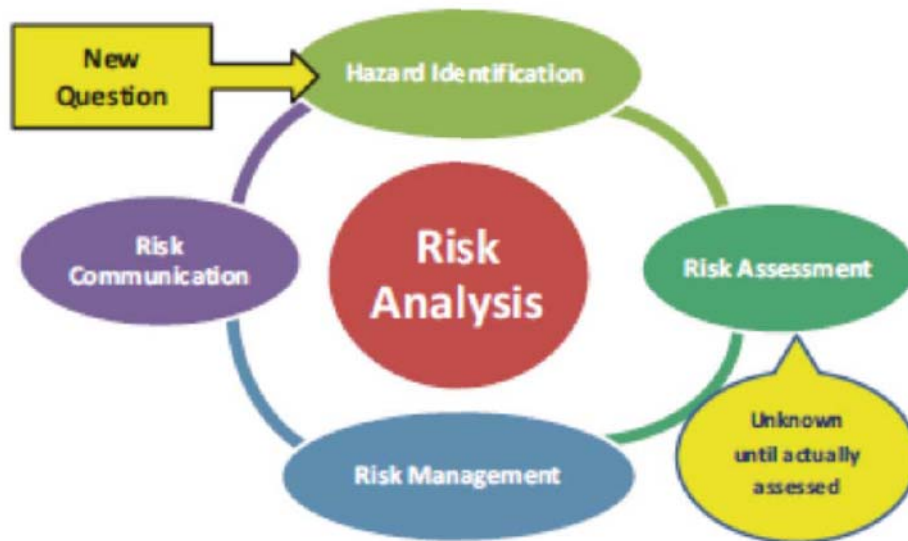 New
Question
Hazard Identification
Risk
Communication
Risk
Analysis
Risk Assessment
Risk Management
Unknown
until actually
assessed